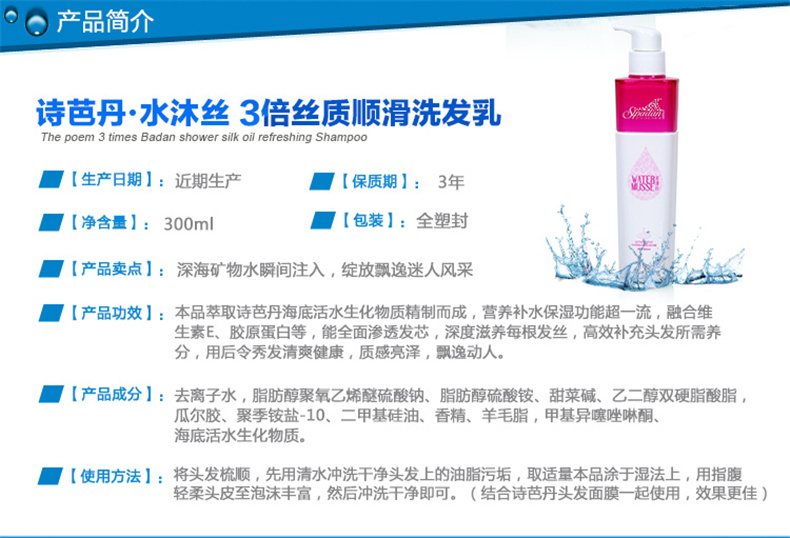 产品简介
诗芭丹·水沐丝 3倍丝质顺滑洗发乳
The poem 3 times Badan shower silk oil refreshing Shampoo
【生产日期】：近期生产
【保质期】：3年
【净含量】：300ml
【包装】：全塑封
【产品卖点】：深海矿物水瞬间注入，绽放飘逸迷人风采
【产品功效】：本品萃取诗芭丹海底活水生化物质精制而成，营养补水保湿功能超一流，融合维
生素E、胶原蛋白等，能全面渗透发芯，深度滋养每根发丝，高效补充头发所需养
分，用后令秀发清爽健康，质感亮泽，飘逸动人。
【产品成分】：去离子水，脂肪醇聚氧乙烯醚硫酸钠、脂肪醇硫酸铵、甜菜碱、乙二醇双硬脂酸脂，
瓜尔胶、聚季铵盐-10、二甲基硅油、香精、羊毛脂，甲基异噻唑啉酮、
海底活水生化物质。
【使用方法】：将头发梳顺，先用清水冲洗干净头发上的油脂污垢，取适量本品涂于湿法上，用指腹
轻柔头皮至泡沫丰富，然后冲洗干净即可。（结合诗芭丹头发面膜一起使用，效果更佳）
Spadan
WATER
MUSSE